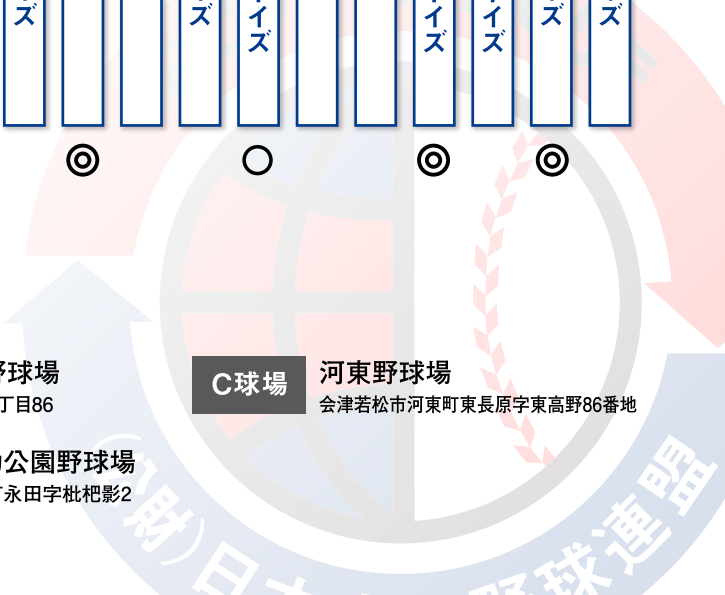 ズ
ズ
イズ
イズ
イズ
ズ
ズ
◎
○
◎
◎
野球場
丁目86
C球場
河東野球場
会津若松市河東町東長原字東高野86番地
公園野球場
永田字枇杷影2
(公財)日本
野球連盟